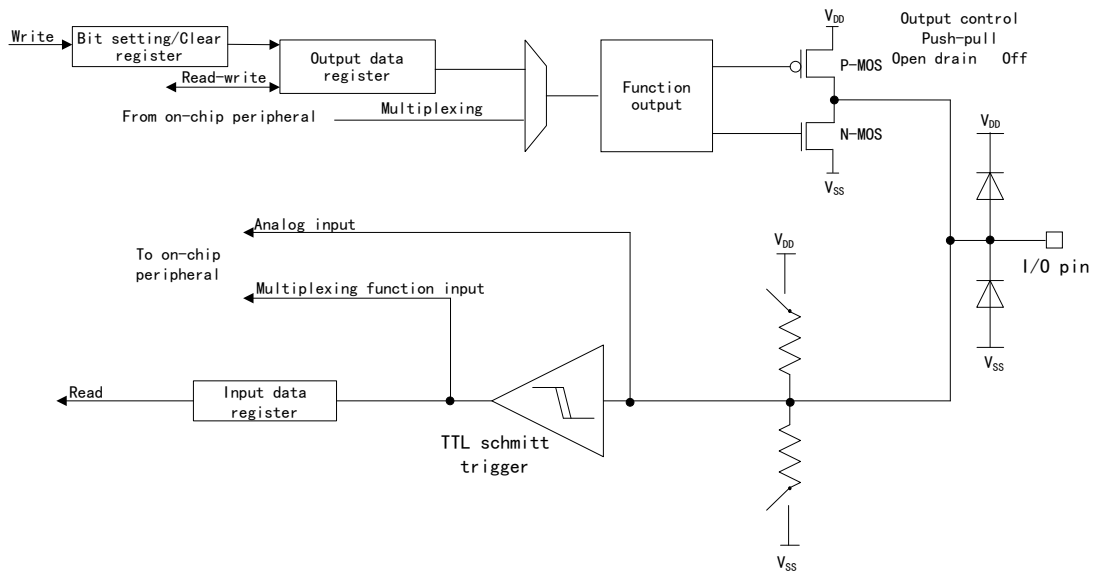 Write
Bit setting/Clear
register
Output data
register
Read-write
From on-chip peripheral
Multiplexing
Function
output
VDD
P-MOS
N-MOS
VSS
Output control
Push-pull
Open drain Off
VDD
I/O pin
VSS
Analog input
To on-chip
peripheral
Multiplexing function input
VDD
Read
Input data
register
TTL schmitt
trigger
VSS